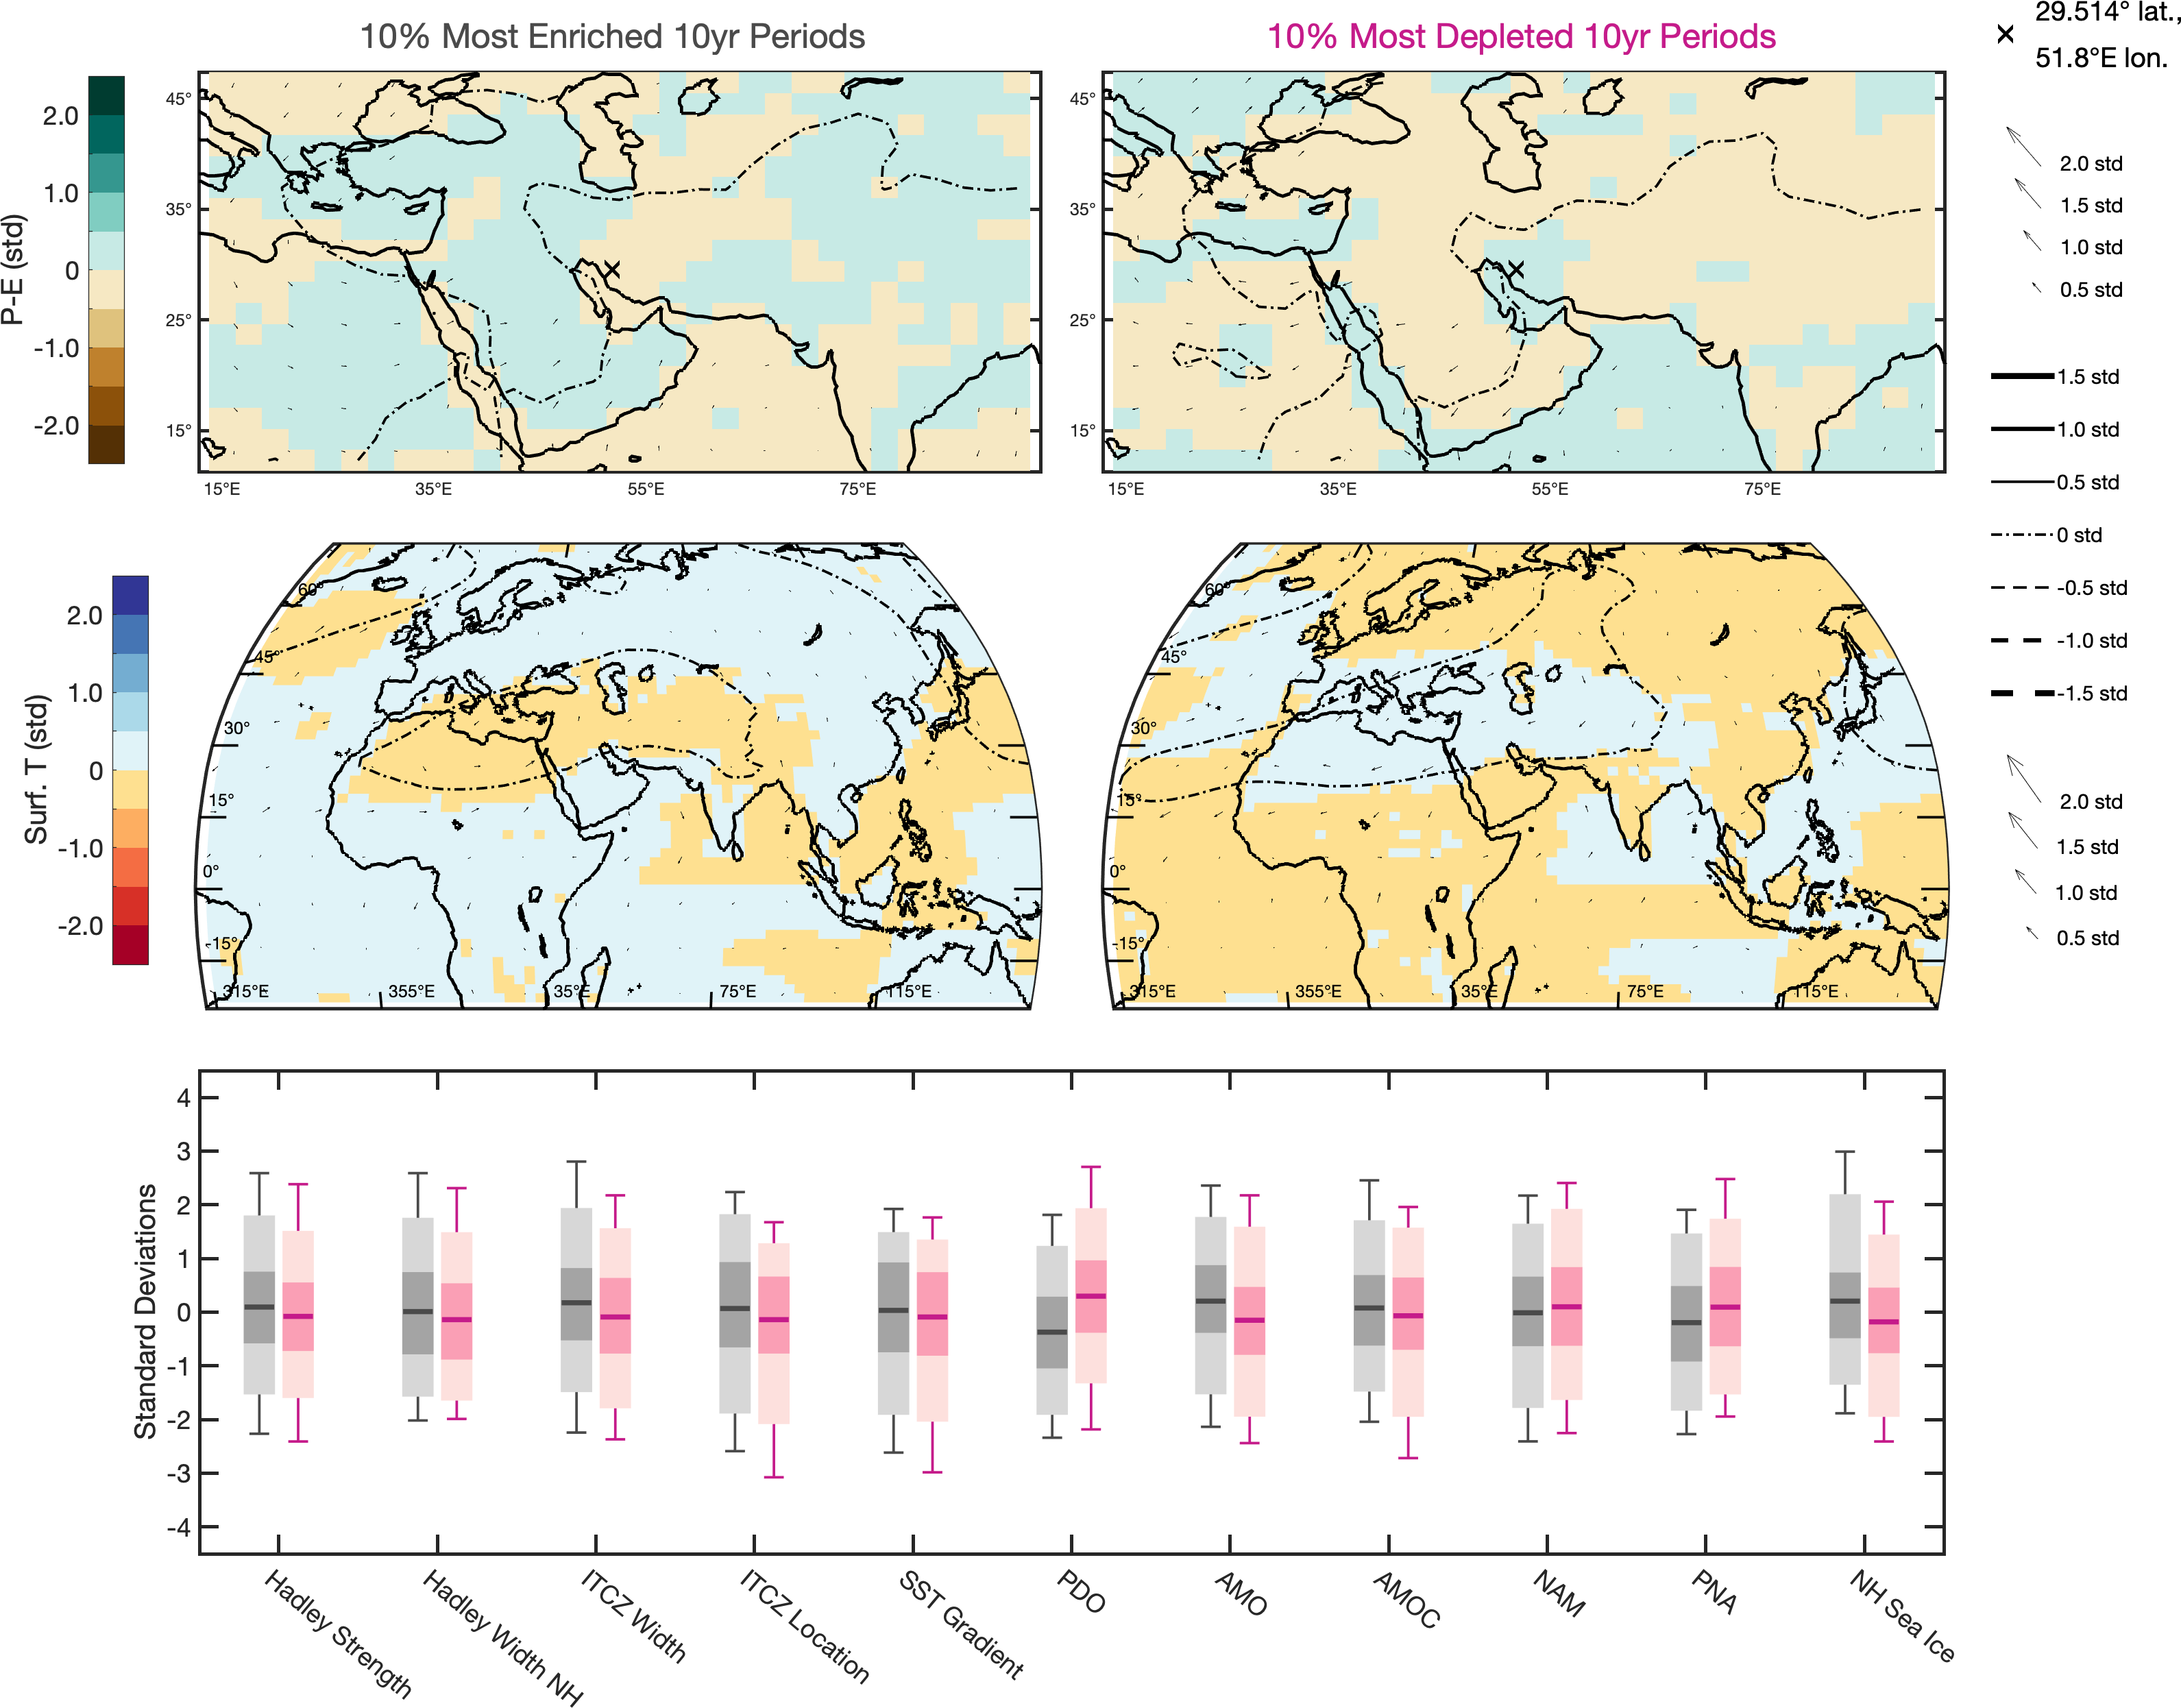 10% Most Enriched 10yr Periods
10% Most Depleted 10yr Periods
29.514° lat.,
51.8°E lon.
P-E (std)
2.0
1.0
0
-1.0
-2.0
45°
35°
25°
15°
15°E
35°E
55°E
75°E
45°
35°
25°
15°
15°E
35°E
55°E
75°E
2.0 std
1.5 std
1.0 std
0.5 std
1.5 std
1.0 std
0.5 std
0 std
-0.5 std
-1.0 std
-1.5 std
Surf. T (std)
2.0
1.0
0
-1.0
-2.0
60°
45°
30°
15°
0°
-15°
315°E
355°E
35°E
75°E
115°E
60°
45°
30°
15°
0°
-15°
315°E
355°E
35°E
75°E
115°E
2.0 std
1.5 std
1.0 std
0.5 std
Standard Deviations
4
3
2
1
0
-1
-2
-3
-4
Hadley Strength
Hadley Width NH
ITCZ Width
ITCZ Location
SST Gradient
PDO
AMO
AMOC
NAM
PNA
NH Sea Ice